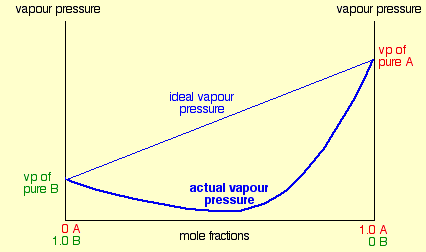 vapour pressure
vapour pressure
vp of
pure A
ideal vapour
pressure
vp of
pure B
actual vapour
pressure
0 A
1.0 B
mole fractions
1.0 A
0 B